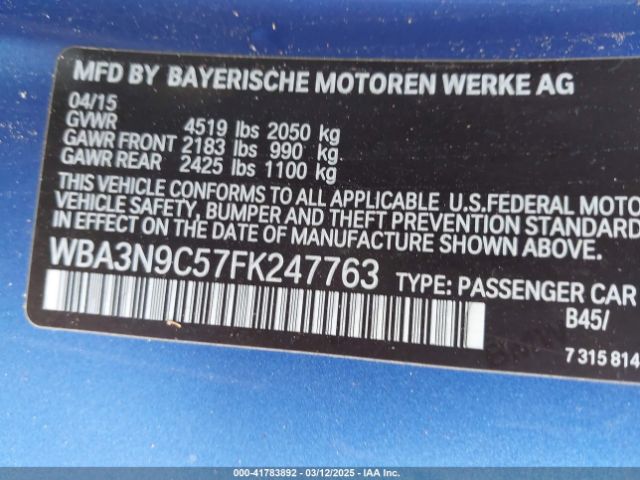 MFD BY BAYERISCHE MOTOREN WERKE AG
04/15
GVWR 4519 lbs 2050 kg
GAWR FRONT 2183 lbs 990 kg
GAWR REAR 2425 lbs 1100 kg
THIS VEHICLE CONFORMS TO ALL APPLICABLE U.S.FEDERAL MOTO
VEHICLE SAFETY, BUMPER AND THEFT PREVENTION STANDARD
IN EFFECT ON THE DATE OF MANUFACTURE SHOWN ABOVE.
WBA3N9C57FK247763 TYPE: PASSENGER CAR
B45/
7 315 814
000-41783892 - 03/12/2025 - IAAI.COM